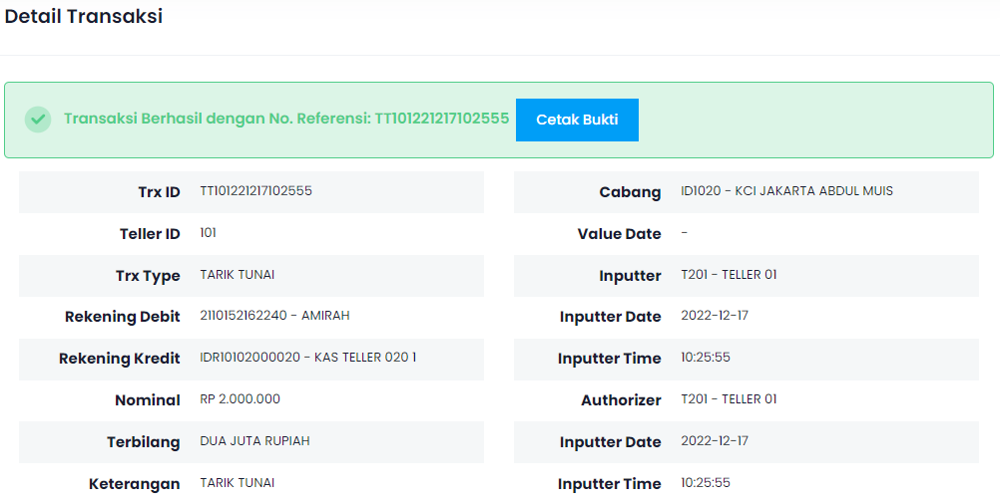 Detail Transaksi
Transaksi Berhasil dengan No. Referensi: TT101221217102555 Cetak Bukti
Trx ID TT101221217102555
Teller ID 101
Trx Type TARIK TUNAI
Rekening Debit 2110152162240 - AMIRAH
Rekening Kredit IDR10102000020 - KAS TELLER 020 1
Nominal RP 2.000.000
Terbilang DUA JUTA RUPIAH
Keterangan TARIK TUNAI
Cabang ID1020 - KCI JAKARTA ABDUL MUIS
Value Date -
Inputter T201 - TELLER 01
Inputter Date 2022-12-17
Inputter Time 10:25:55
Authorizer T201 - TELLER 01
Inputter Date 2022-12-17
Inputter Time 10:25:55